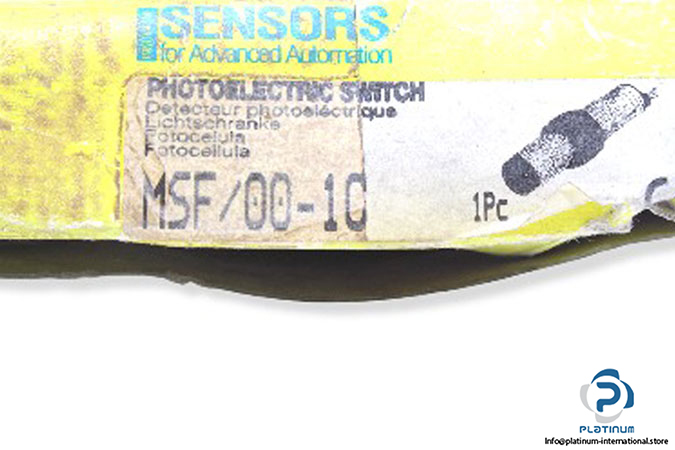 SENSORS
for Advanced Automation
PHOTOELECTRIC SWITCH
Detecteur photoeléctrique
Lichtschranke
Fotocelula
Fotocellula
MSF/00-1C
1Pc
PLATINUM
Info@platinum-international.store